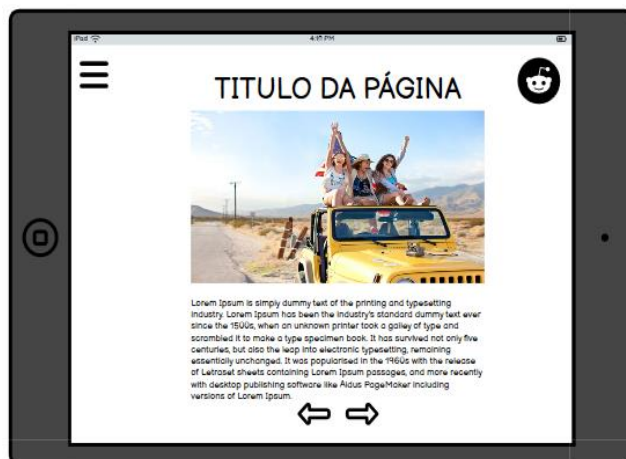 iPad 4:15 PM
TITULO DA PÁGINA
Lorem Ipsum is simply dummy text of the printing and typesetting
industry. Lorem Ipsum has been the industry's standard dummy text ever
since the 1500s, when an unknown printer took a galley of type and
scrambled it to make a type specimen book. It has survived not only five
centuries, but also the leap into electronic typesetting, remaining
essentially unchanged. It was popularised in the 1960s with the release
of Letraset sheets containing Lorem Ipsum passages, and more recently
with desktop publishing software like Aldus PageMaker including
versions of Lorem Ipsum.